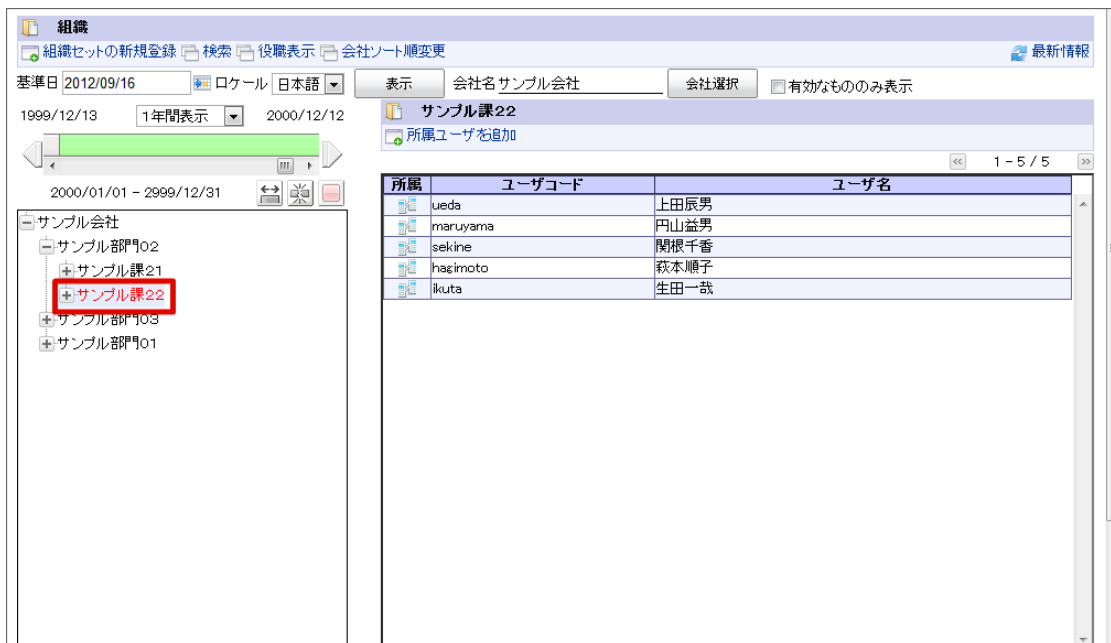 組織
組織セットの新規登録 検索 役職表示 会社ソート順変更 最新情報
基準日 2012/09/16 ロケール 日本語 表示 会社名 サンプル会社 会社選択 有効なもののみ表示
1999/12/13 1年間表示 2000/12/12
2000/01/01 - 2999/12/31
サンプル会社
サンプル部門02
サンプル課21
サンプル課22
サンプル部門03
サンプル部門01
サンプル課22
所属ユーザを追加
<< 1 - 5 / 5 >>
所属 ユーザコード ユーザ名
ueda 上田辰男
maruyama 円山益男
sekine 関根千香
hagimoto 萩本順子
ikuta 生田一哉